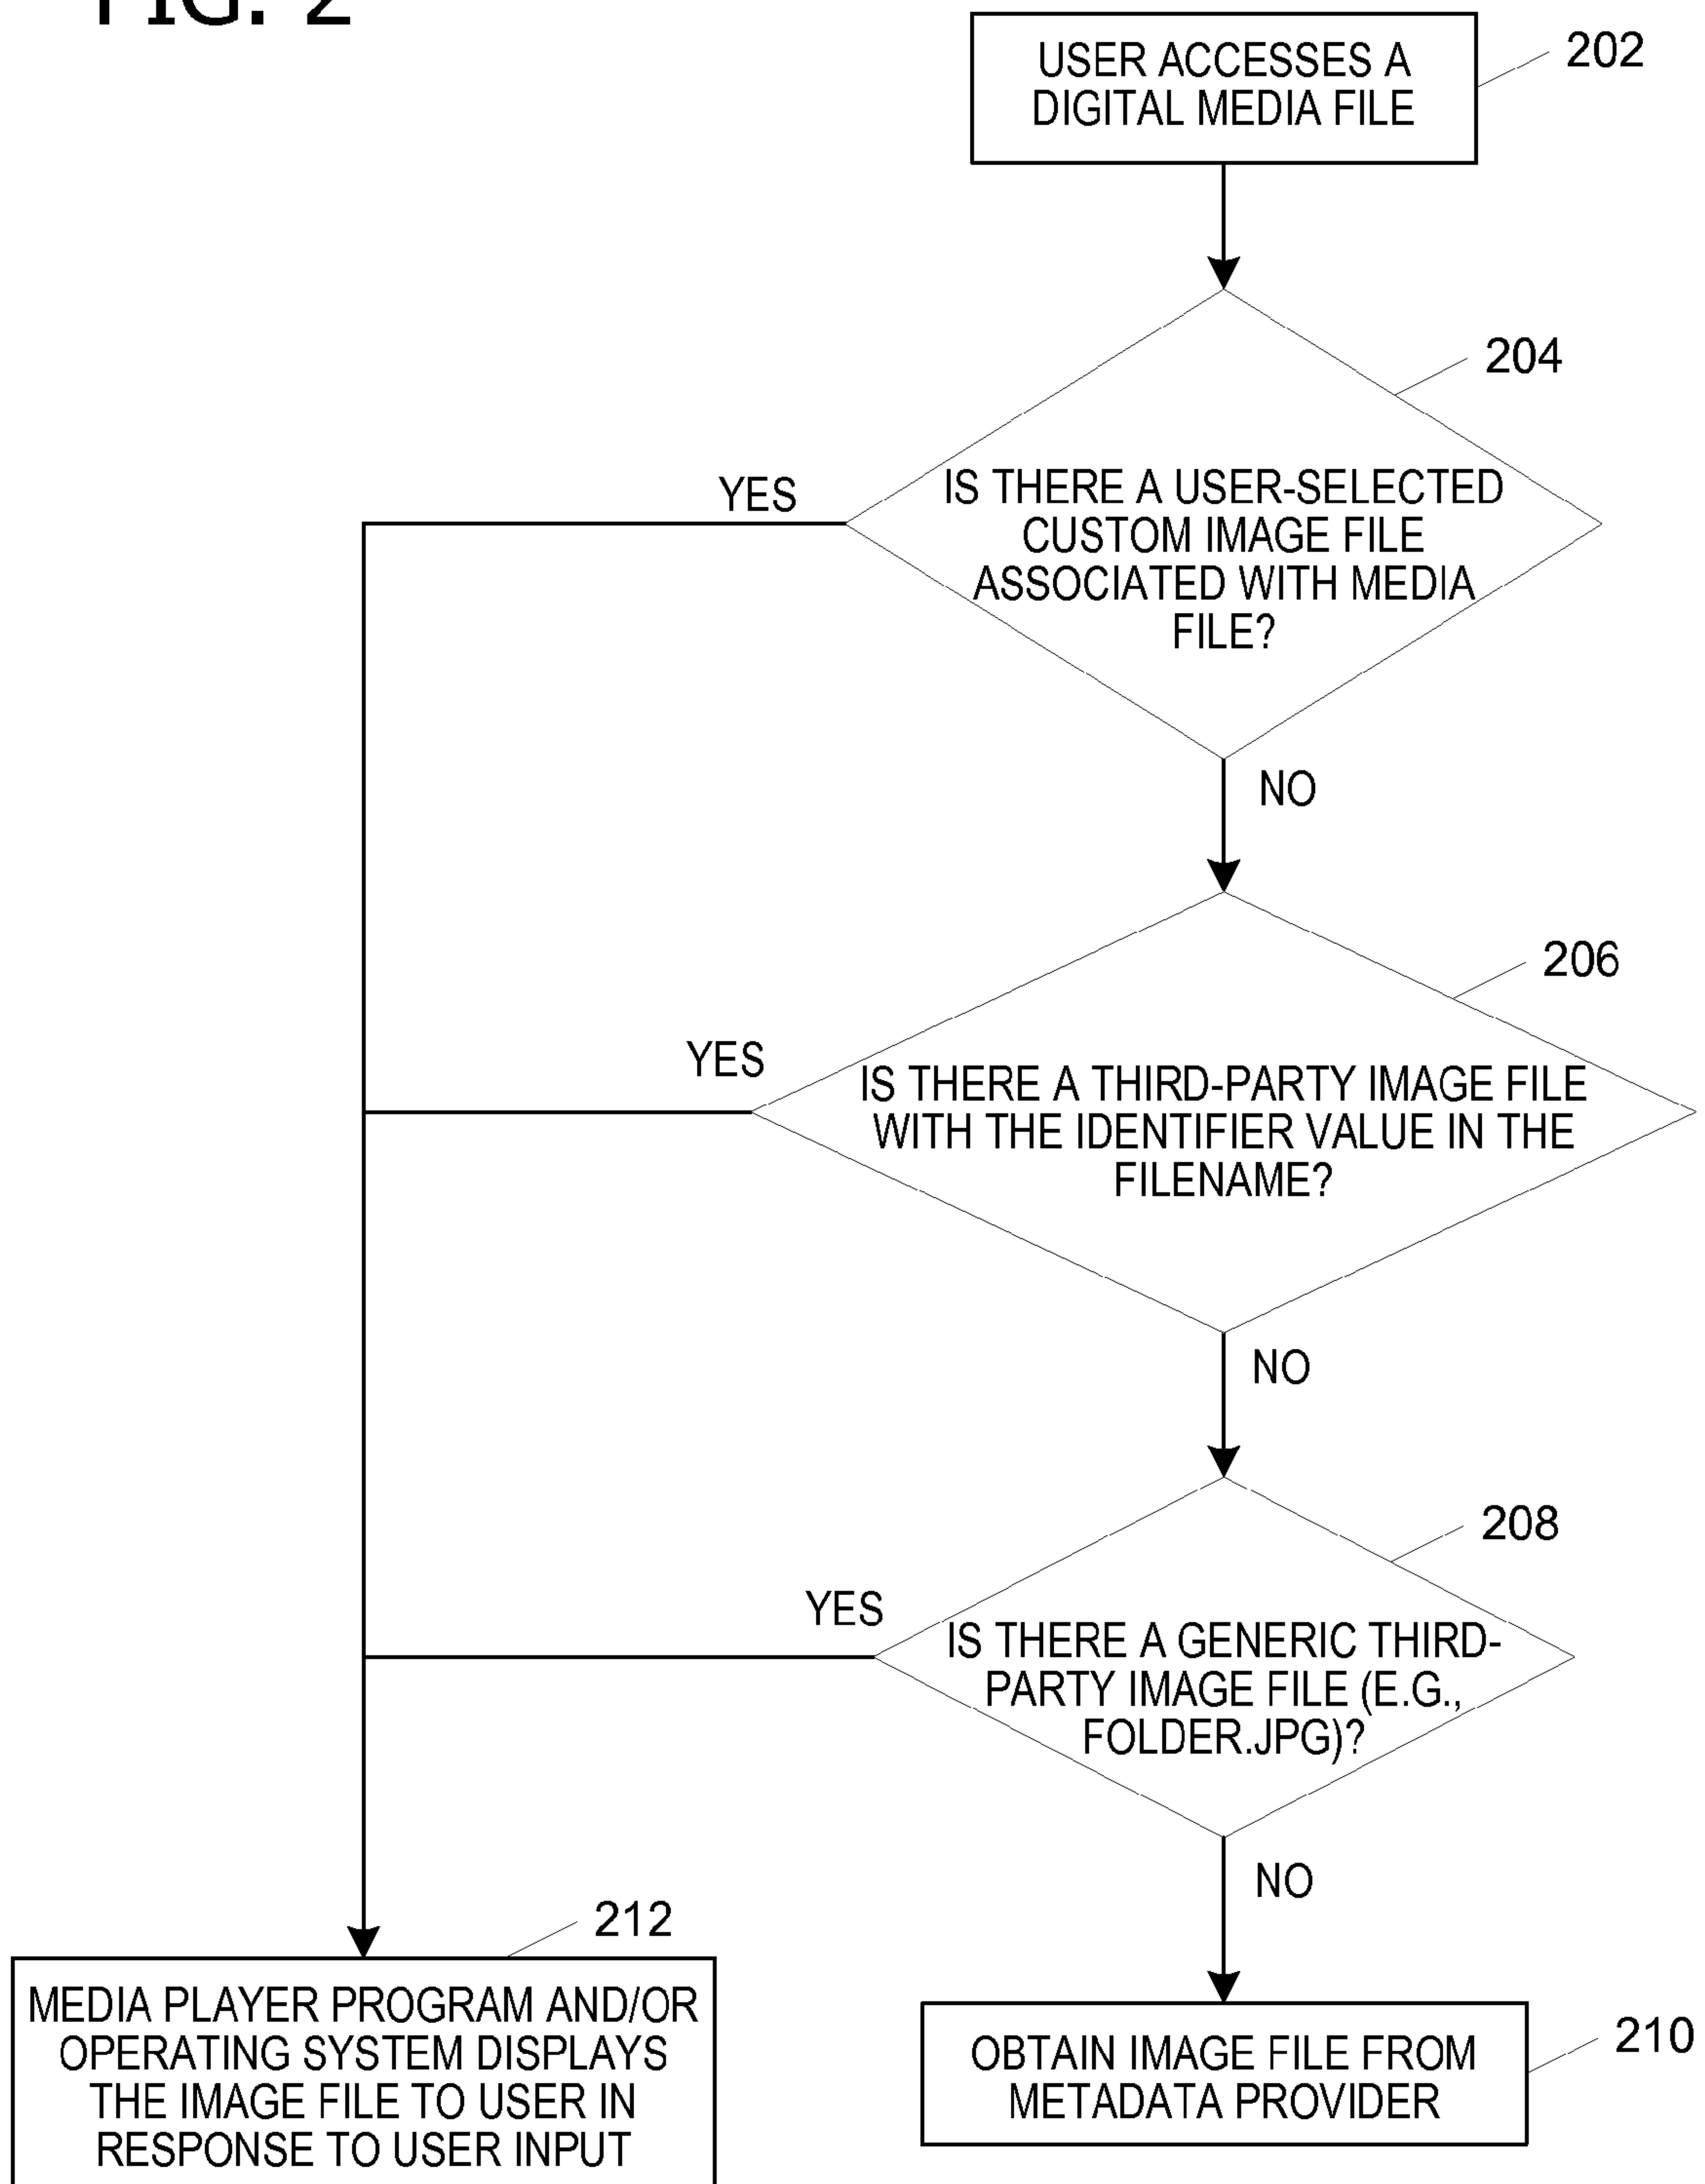 FIG. 2
USER ACCESSES A
DIGITAL MEDIA FILE
202
204
IS THERE A USER-SELECTED
CUSTOM IMAGE FILE
ASSOCIATED WITH MEDIA
FILE?
YES
NO
206
IS THERE A THIRD-PARTY IMAGE FILE
WITH THE IDENTIFIER VALUE IN THE
FILENAME?
YES
NO
208
IS THERE A GENERIC THIRD-
PARTY IMAGE FILE (E.G.,
FOLDER.JPG)?
YES
NO
212
MEDIA PLAYER PROGRAM AND/OR
OPERATING SYSTEM DISPLAYS
THE IMAGE FILE TO USER IN
RESPONSE TO USER INPUT
210
OBTAIN IMAGE FILE FROM
METADATA PROVIDER